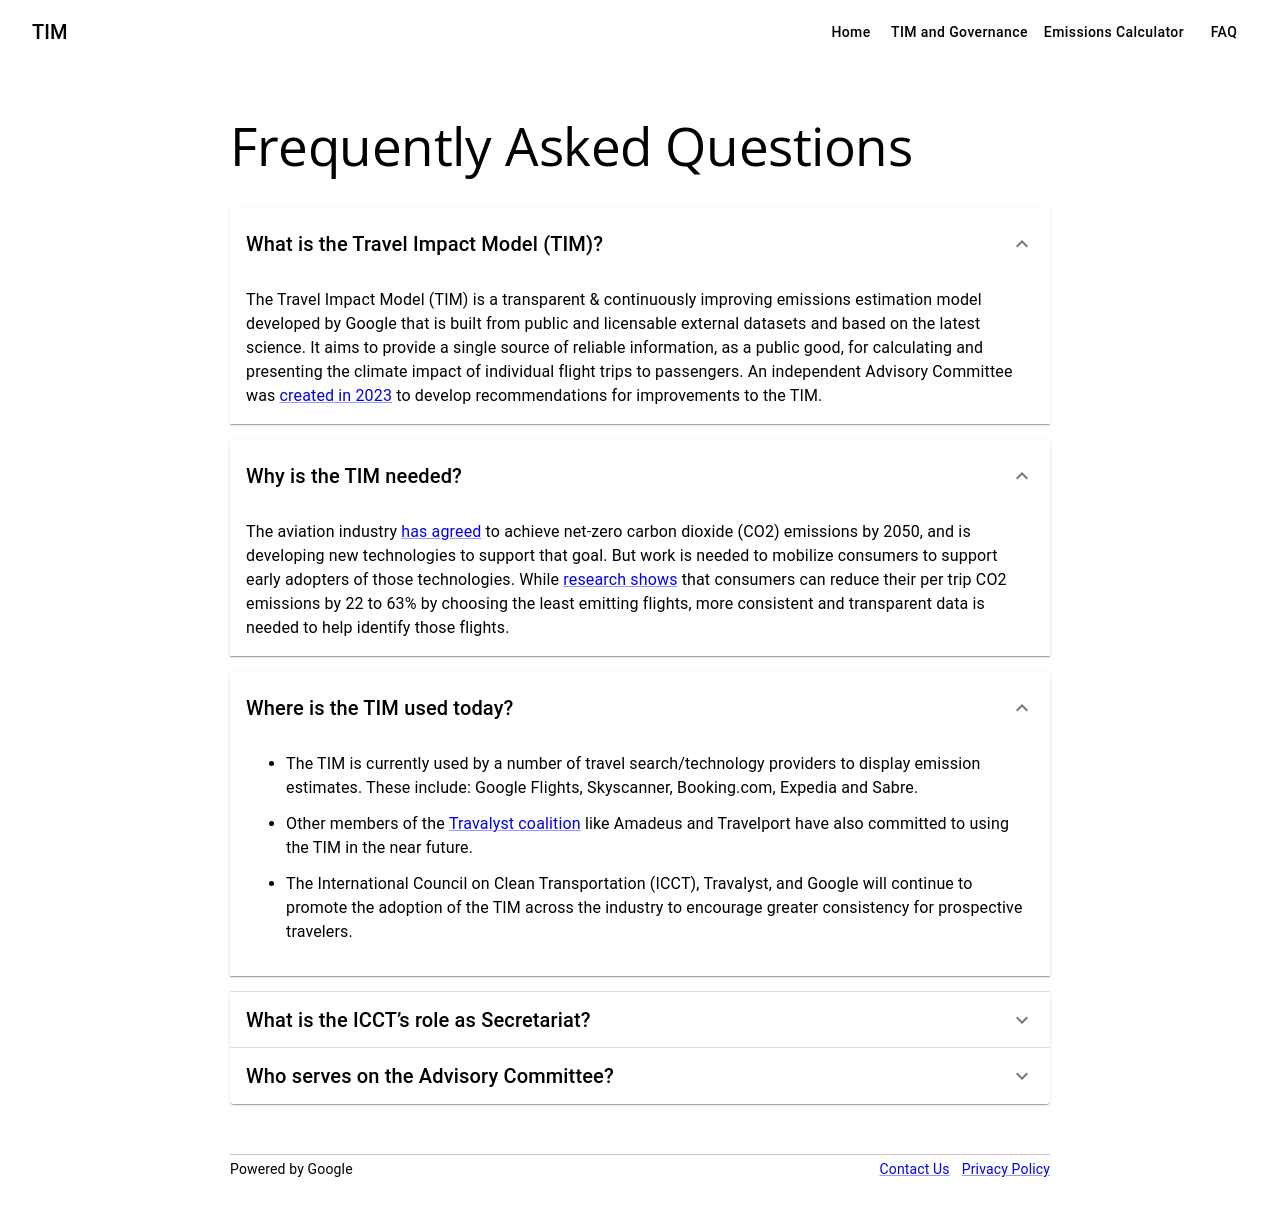 TIM
Home
TIM and Governance
Emissions Calculator
FAQ
Frequently Asked Questions
What is the Travel Impact Model (TIM)?
The Travel Impact Model (TIM) is a transparent & continuously improving emissions estimation model
developed by Google that is built from public and licensable external datasets and based on the latest
science. It aims to provide a single source of reliable information, as a public good, for calculating and
presenting the climate impact of individual flight trips to passengers. An independent Advisory Committee
was created in 2023 to develop recommendations for improvements to the TIM.
Why is the TIM needed?
The aviation industry has agreed to achieve net-zero carbon dioxide (CO2) emissions by 2050, and is
developing new technologies to support that goal. But work is needed to mobilize consumers to support
early adopters of those technologies. While research shows that consumers can reduce their per trip CO2
emissions by 22 to 63% by choosing the least emitting flights, more consistent and transparent data is
needed to help identify those flights.
Where is the TIM used today?
• The TIM is currently used by a number of travel search/technology providers to display emission
estimates. These include: Google Flights, Skyscanner, Booking.com, Expedia and Sabre.
• Other members of the Travalyst coalition like Amadeus and Travelport have also committed to using
the TIM in the near future.
• The International Council on Clean Transportation (ICCT), Travalyst, and Google will continue to
promote the adoption of the TIM across the industry to encourage greater consistency for prospective
travelers.
What is the ICCT’s role as Secretariat?
Who serves on the Advisory Committee?
Powered by Google
Contact Us
Privacy Policy